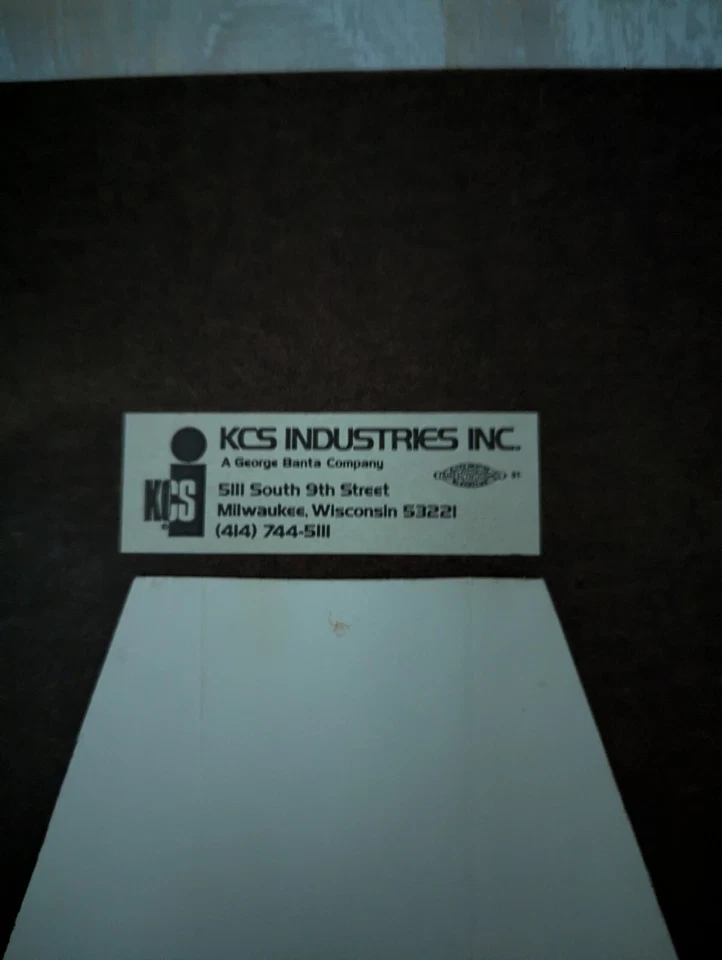 KCS INDUSTRIES INC.
A George Banta Company
KCS
5111 South 9th Street
Milwaukee, Wisconsin 53221
(414) 744-5111